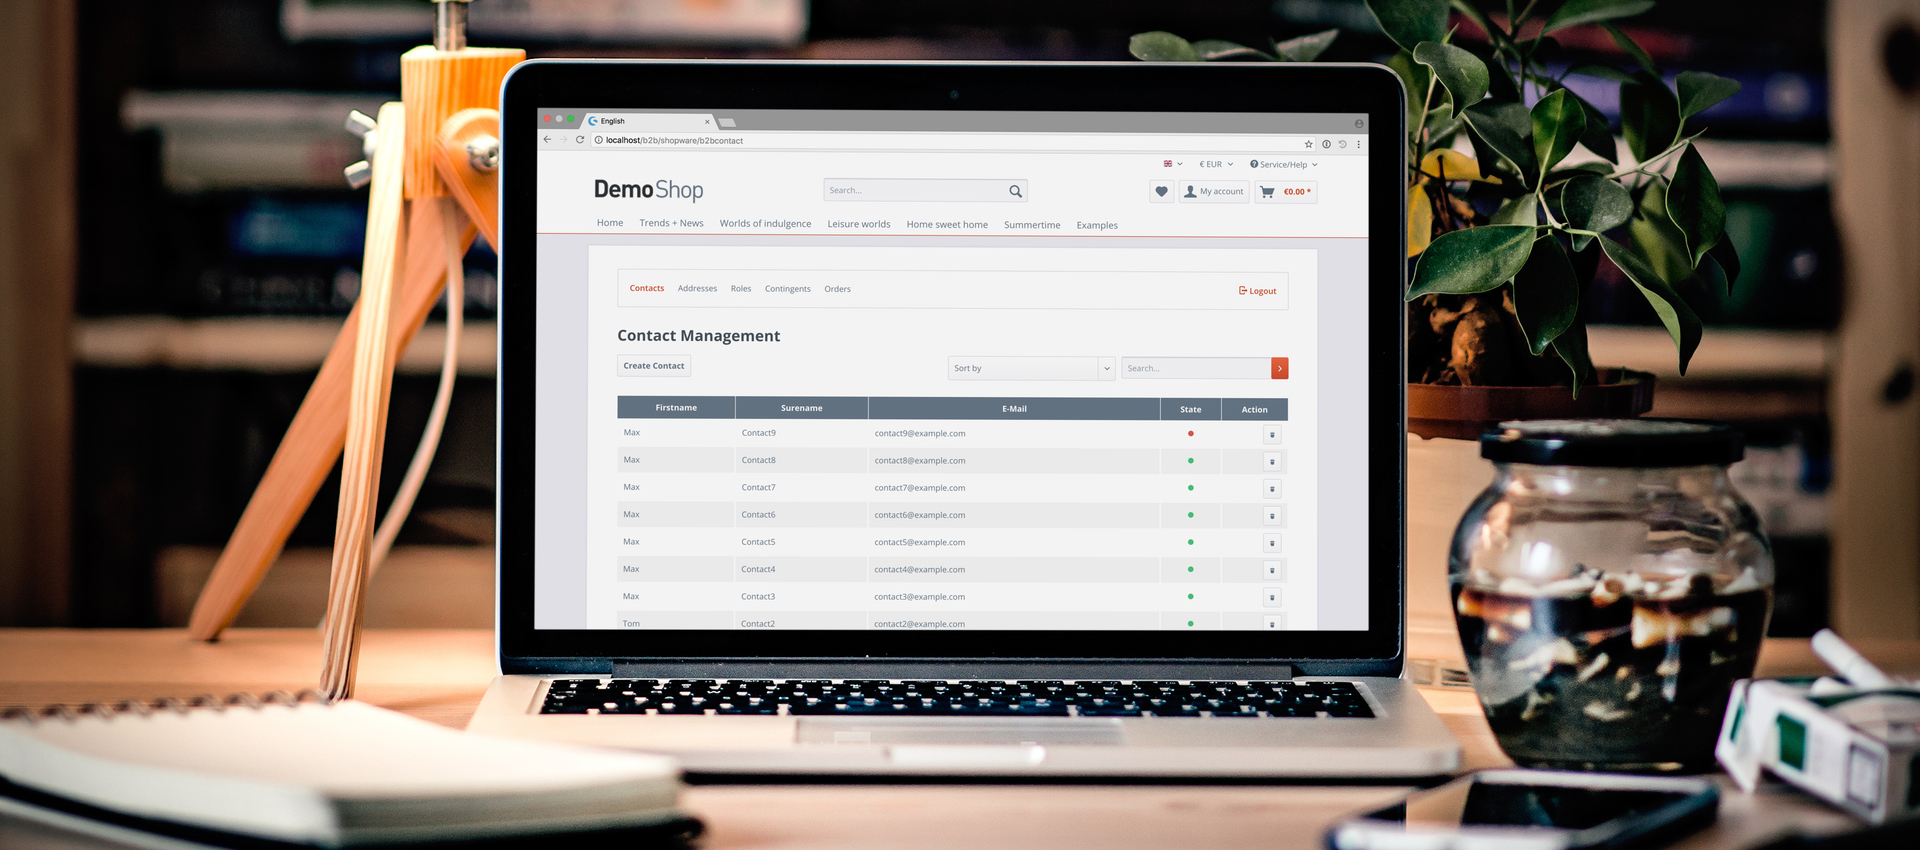 English
localhost/b2b/shopware/b2bcontact
€ EUR Service/Help
DemoShop Search... My account €0.00 *
Home Trends + News Worlds of indulgence Leisure worlds Home sweet home Summertime Examples
Contacts Addresses Roles Contingents Orders Logout
Contact Management
Create Contact Sort by Search...
Firstname Surename E-Mail State Action
Max Contact9 contact9@example.com
Max Contact8 contact8@example.com
Max Contact7 contact7@example.com
Max Contact6 contact6@example.com
Max Contact5 contact5@example.com
Max Contact4 contact4@example.com
Max Contact3 contact3@example.com
Tom Contact2 contact2@example.com